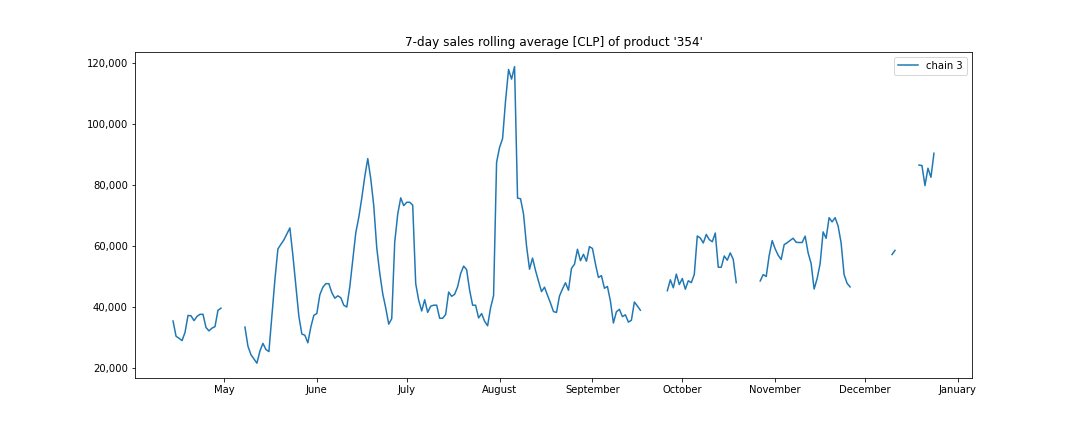 7-day sales rolling average [CLP] of product '354'
chain 3
120,000
100,000
80,000
60,000
40,000
20,000
May June July August September October November December January